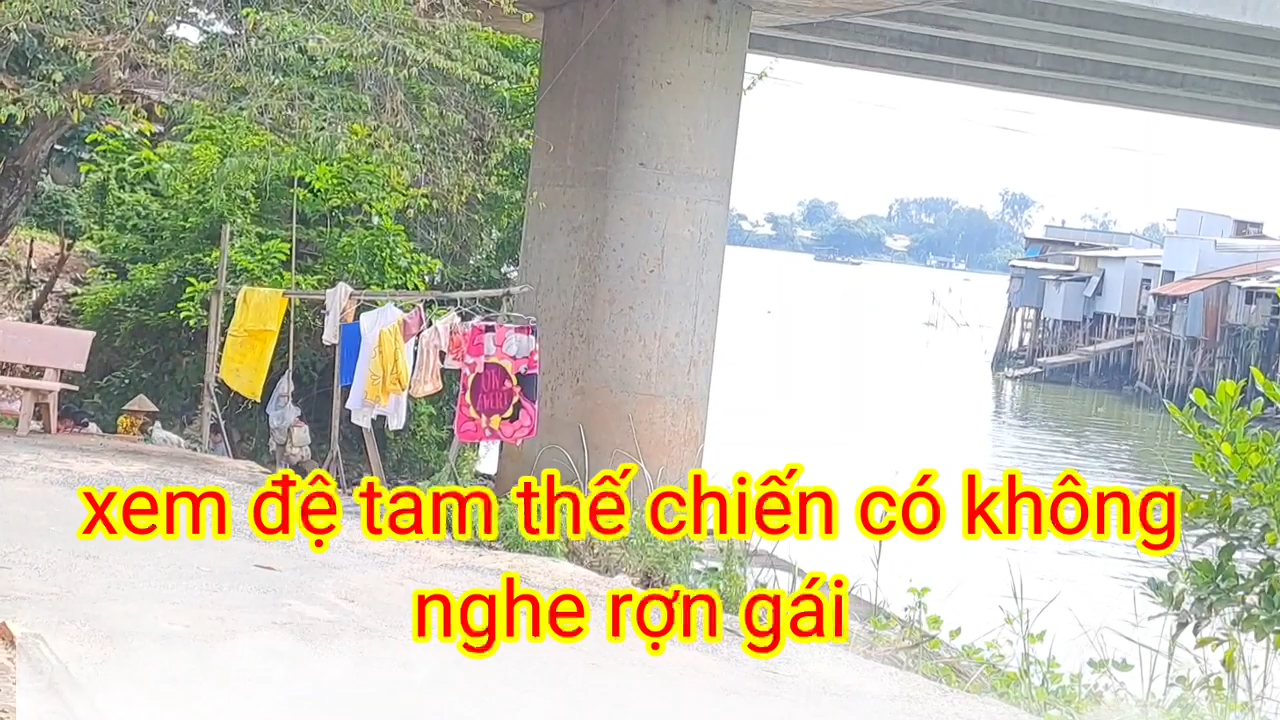 xem đệ tam thế chiến có không
nghe rợn gái